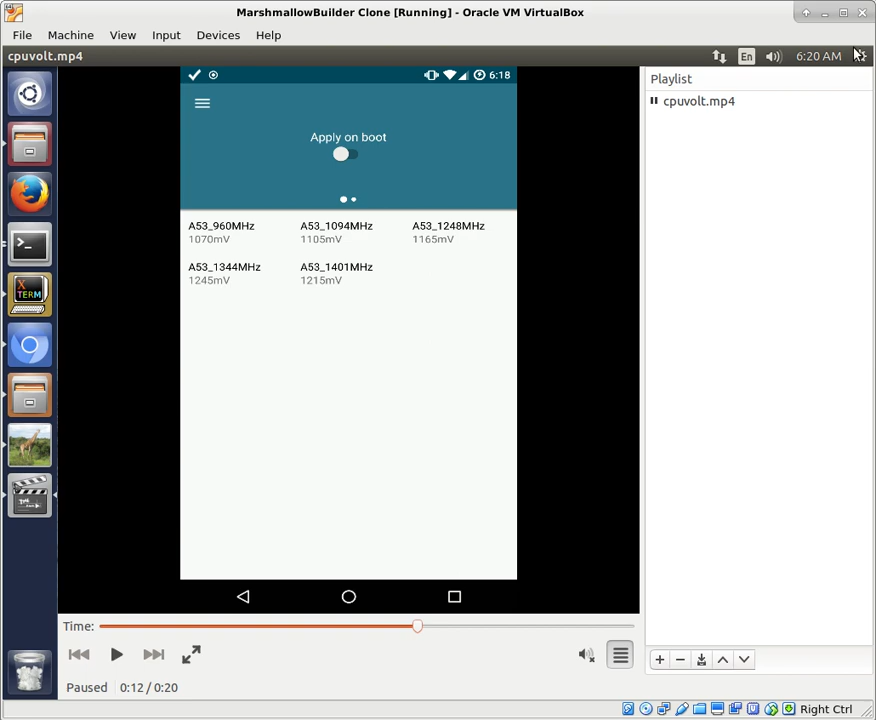 MarshmallowBuilder Clone [Running] - Oracle VM VirtualBox
File Machine View Input Devices Help
cpuvolt.mp4 En 6:20 AM
Playlist
cpuvolt.mp4
6:18
Apply on boot
A53_960MHz A53_1094MHz A53_1248MHz
1070mV 1105mV 1165mV
A53_1344MHz A53_1401MHz
1245mV 1215mV
X
TERM
Time:
Paused 0:12 / 0:20
Right Ctrl